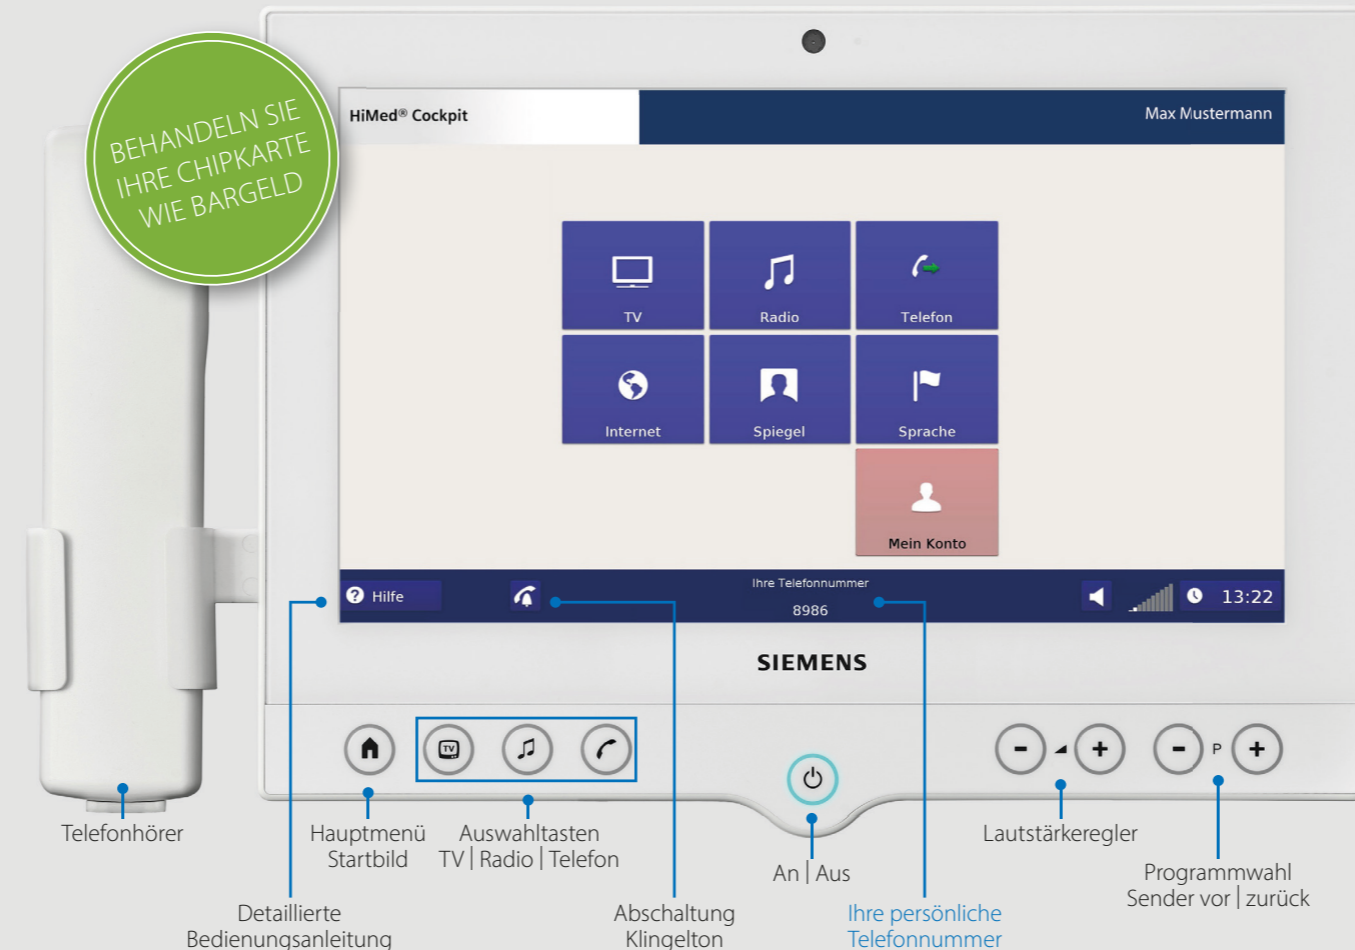 BEHANDELN SIE
IHRE CHIPKARTE
WIE BARGELD
HiMed® Cockpit
Max Mustermann
TV
Radio
Telefon
Internet
Spiegel
Sprache
Mein Konto
? Hilfe
Ihre Telefonnummer
8986
13:22
SIEMENS
TV
- +
- P +
Telefonhörer
Hauptmenü
Startbild
Auswahltasten
TV | Radio | Telefon
An | Aus
Lautstärkeregler
Programmwahl
Sender vor | zurück
Detaillierte
Bedienungsanleitung
Abschaltung
Klingelton
Ihre persönliche
Telefonnummer